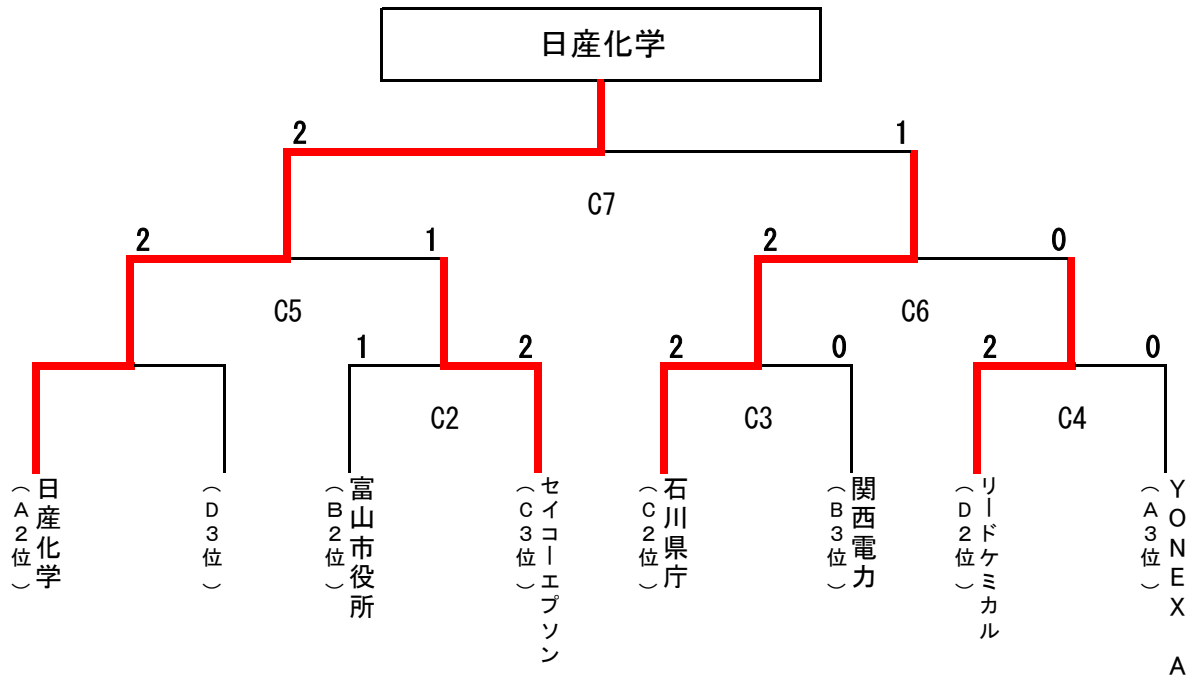 日産化学
2 1
C7
2 1 2 0
C5 C6
1 2 2 0 2 0
C2 C3 C4
日産化学
（A2位）
（D3位）
富山市役所
（B2位）
セイコーエプソン
（C3位）
石川県庁
（C2位）
関西電力
（B3位）
リードケミカル
（D2位）
YONEX A
（A3位）